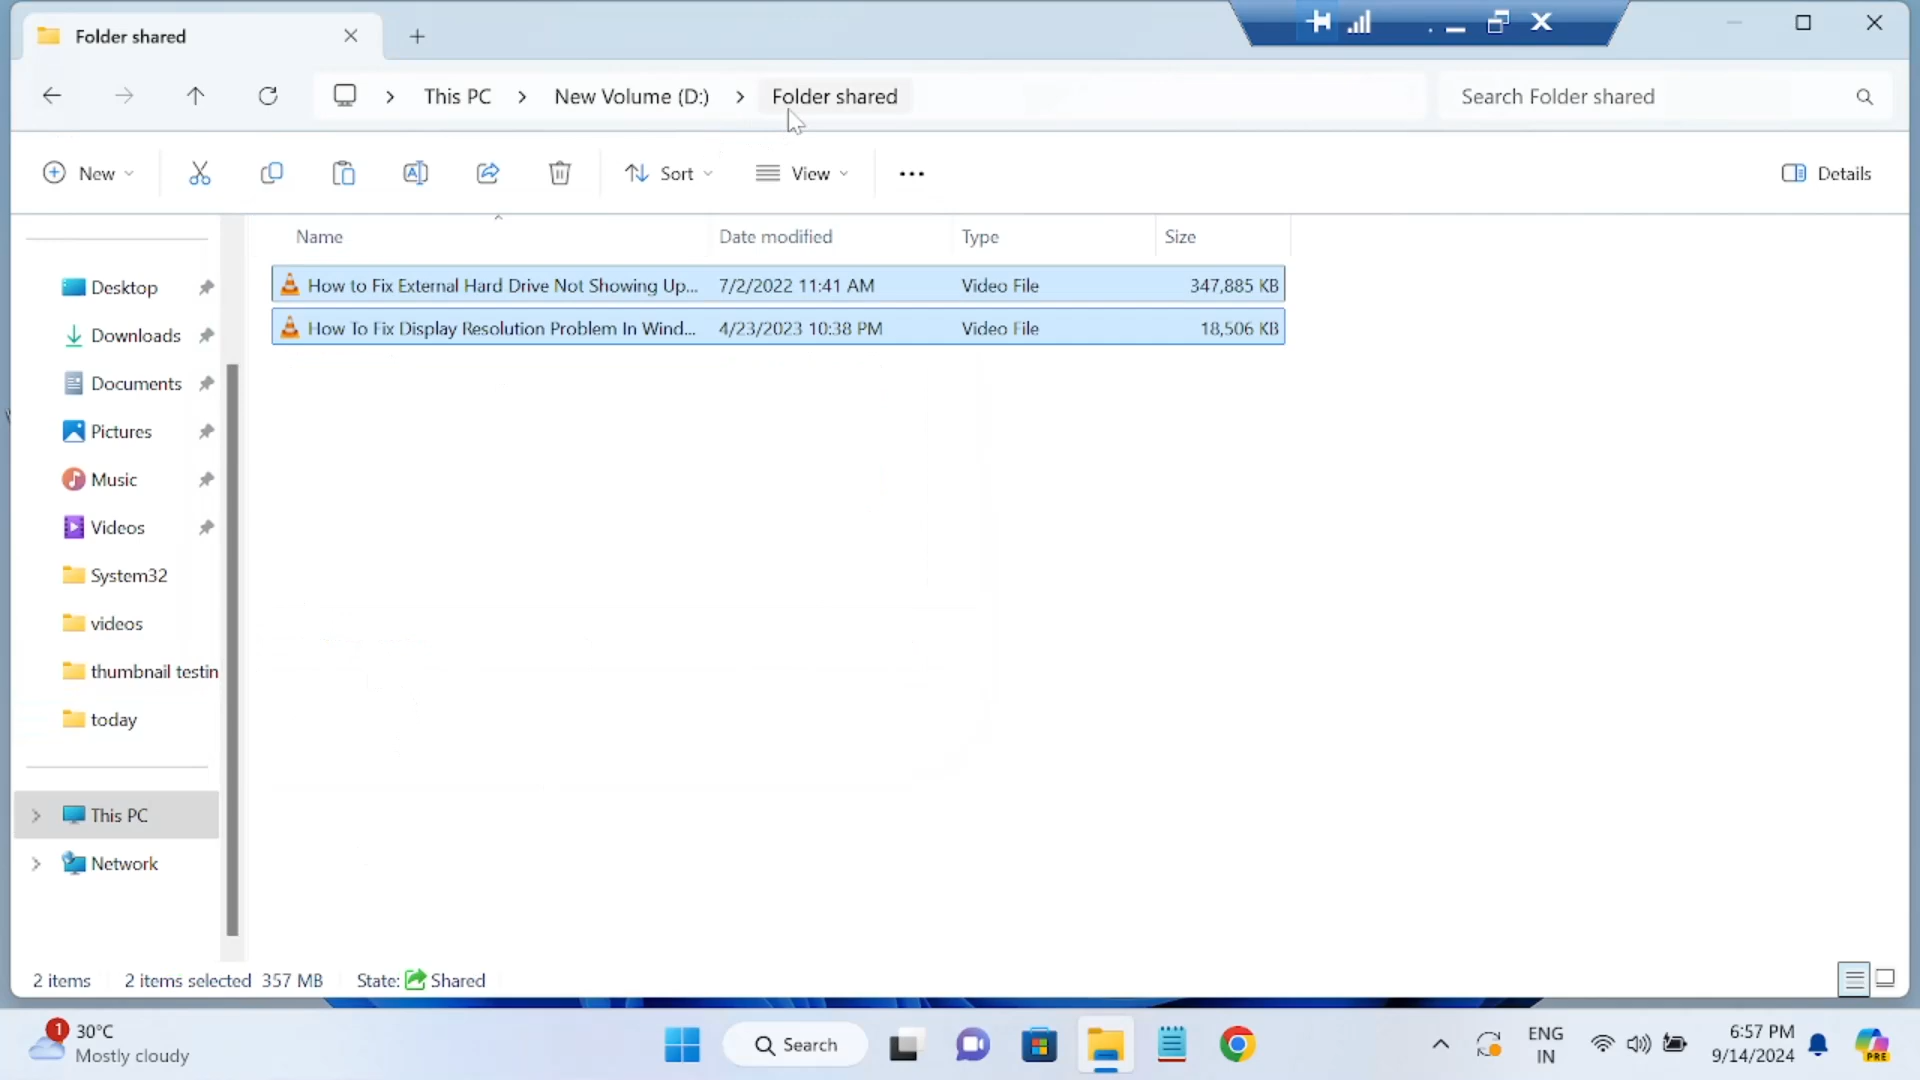 Folder shared
This PC
New Volume (D:)
Folder shared
Search Folder shared
New
Sort
View
Details
Name
Date modified
Type
Size
How to Fix External Hard Drive Not Showing Up...
7/2/2022 11:41 AM
Video File
347,885 KB
How To Fix Display Resolution Problem In Wind...
4/23/2023 10:38 PM
Video File
18,506 KB
Desktop
Downloads
Documents
Pictures
Music
Videos
System32
videos
thumbnail testin
today
This PC
Network
2 items
2 items selected
357 MB
State:
Shared
1
30°C
Mostly cloudy
Search
ENG
IN
6:57 PM
9/14/2024
PRE